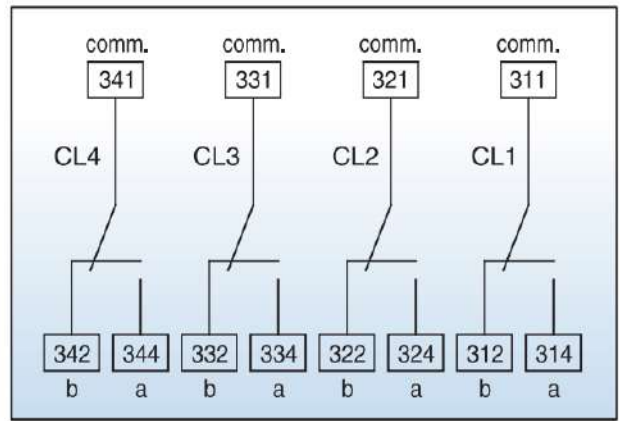 comm. comm. comm. comm.
341 331 321 311
CL4 CL3 CL2 CL1
342 344 332 334 322 324 312 314
b a b a b a b a